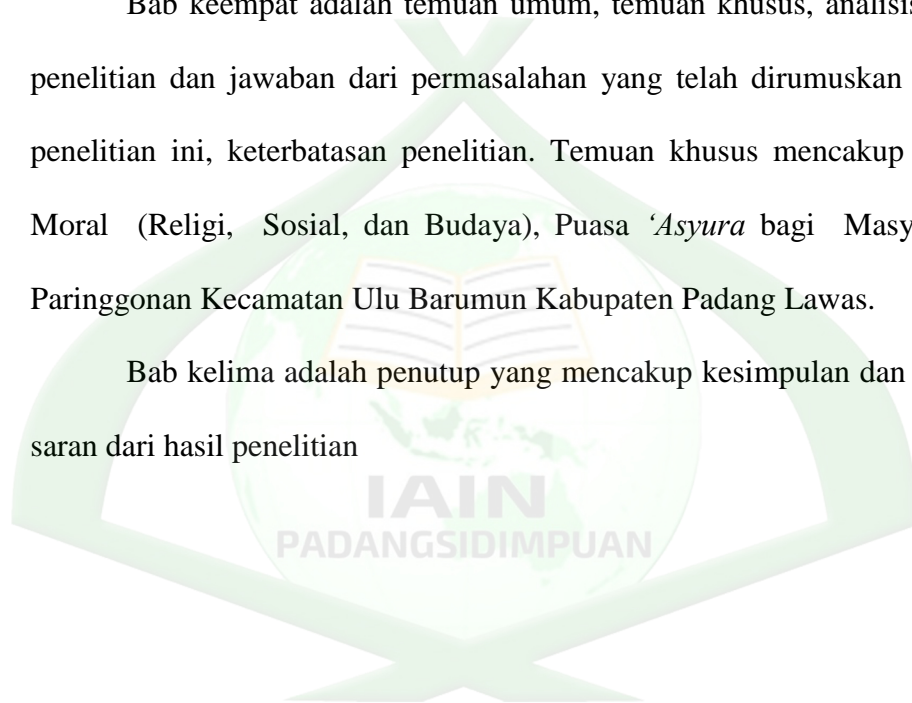 Bab keempat adalah temuan umum, temuan khusus, analisis
penelitian dan jawaban dari permasalahan yang telah dirumuskan
penelitian ini, keterbatasan penelitian. Temuan khusus mencakup
Moral (Religi, Sosial, dan Budaya), Puasa ‘Asyura bagi Masy
Paringgonan Kecamatan Ulu Barumun Kabupaten Padang Lawas.
Bab kelima adalah penutup yang mencakup kesimpulan dan
saran dari hasil penelitian
IAIN
PADANGSIDIMPUAN